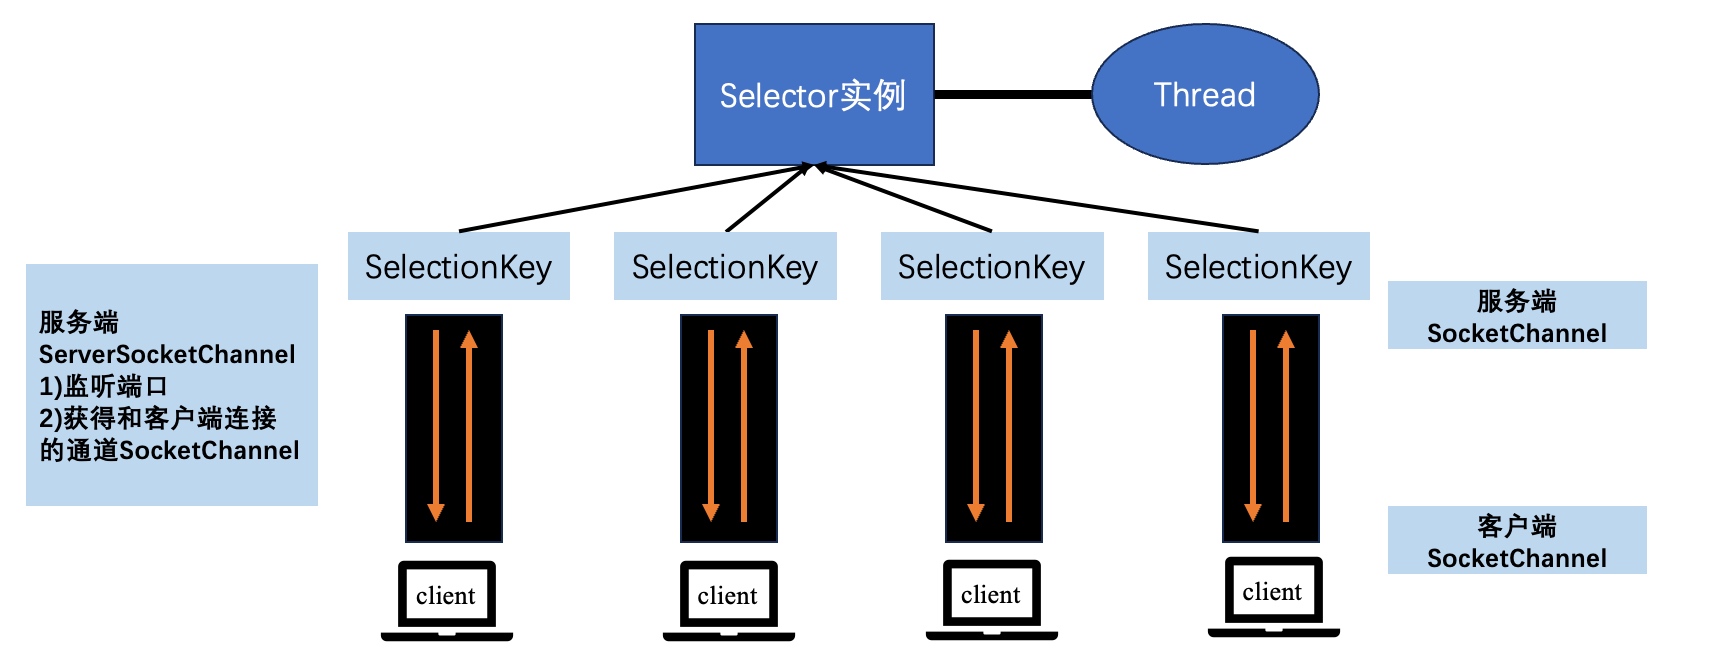 Selector实例
Thread
SelectionKey
SelectionKey
SelectionKey
SelectionKey
服务端
ServerSocketChannel
1)监听端口
2)获得和客户端连接
的通道SocketChannel
服务端
SocketChannel
客户端
SocketChannel
client
client
client
client